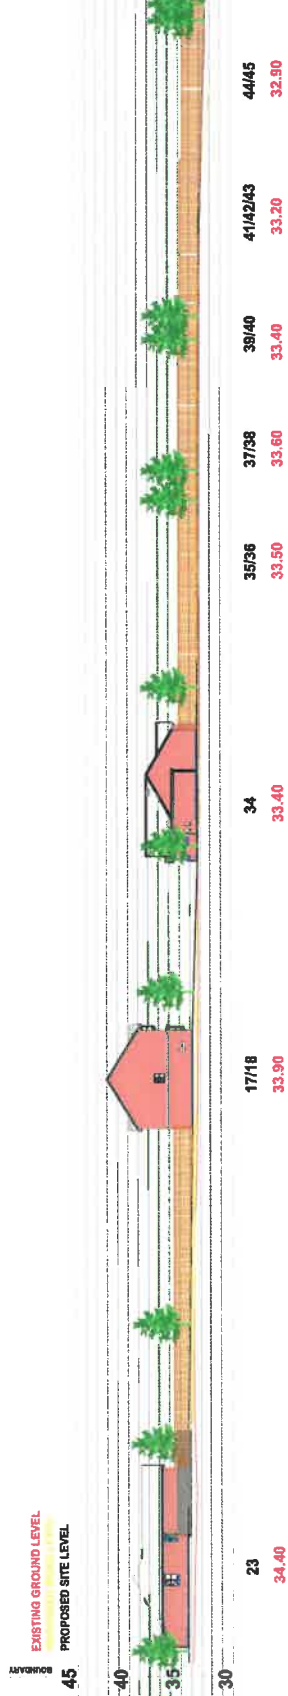 BOUNDARY
EXISTING GROUND LEVEL
PROPOSED SITE LEVEL
45
40
35
30
23 17/18 34 35/36 37/38 39/40 41/42/43 44/45
34.40 33.90 33.40 33.50 33.60 33.40 33.20 32.90